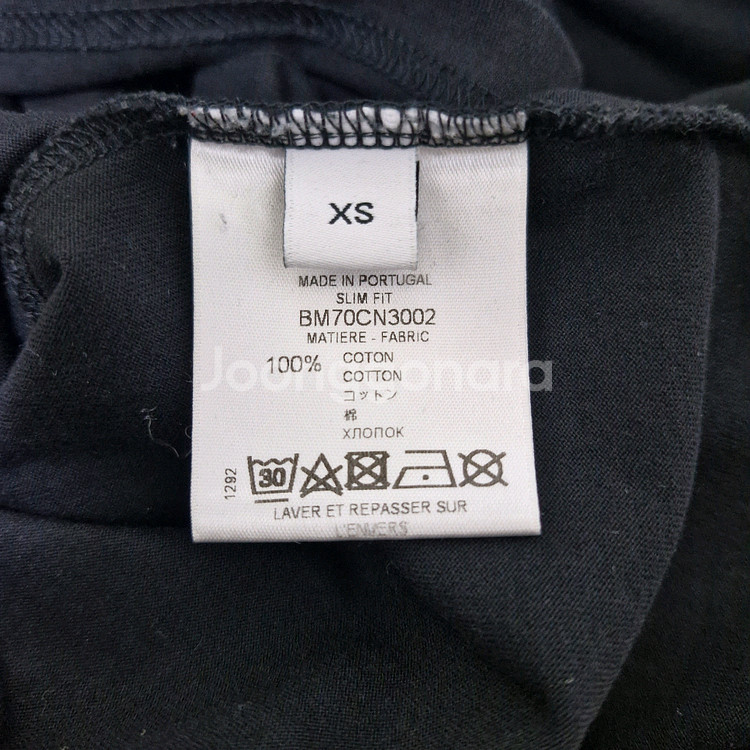 XS
MADE IN PORTUGAL
SLIM FIT
BM70CN3002
MATIERE - FABRIC
100% COTON
COTTON
コットン
棉
ХЛОПОК
1292
30
LAVER ET REPASSER SUR
L'ENVERS
Joongonara